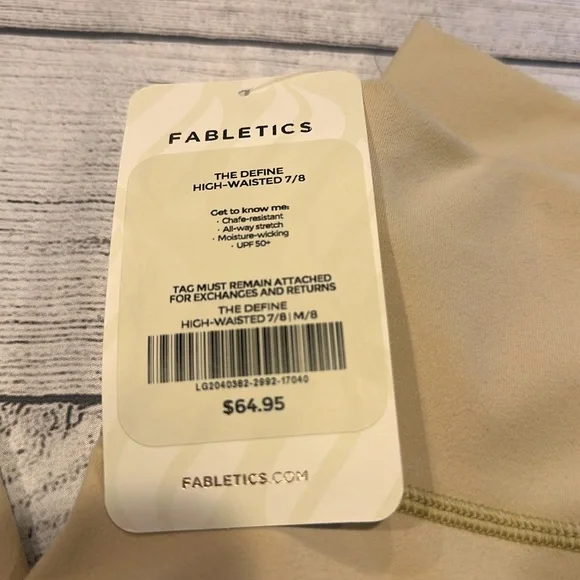 FABLETICS
THE DEFINE
HIGH-WAISTED 7/8
Get to know me:
· Chafe-resistant
· All-way stretch
· Moisture-wicking
· UPF 50+
TAG MUST REMAIN ATTACHED
FOR EXCHANGES AND RETURNS
THE DEFINE
HIGH-WAISTED 7/8 | M/8
LG2040382-2992-17040
$64.95
FABLETICS.COM